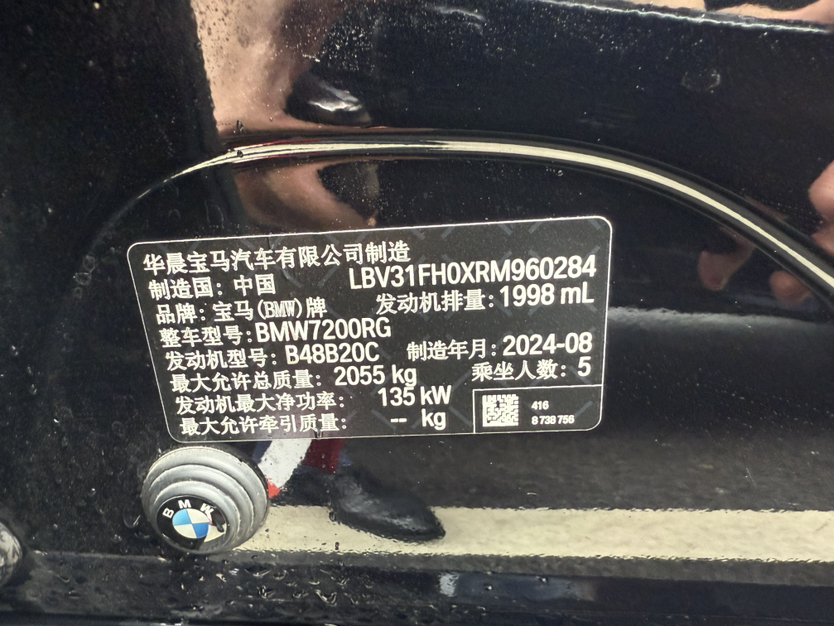 华晨宝马汽车有限公司制造
制造国: 中国 LBV31FH0XRM960284
品牌: 宝马(BMW)牌 发动机排量: 1998 mL
整车型号: BMW7200RG
发动机型号: B48B20C 制造年月: 2024-08
最大允许总质量: 2055 kg 乘坐人数: 5
发动机最大净功率: 135 kW
最大允许牵引质量: -- kg
416
8 738 756
BMW